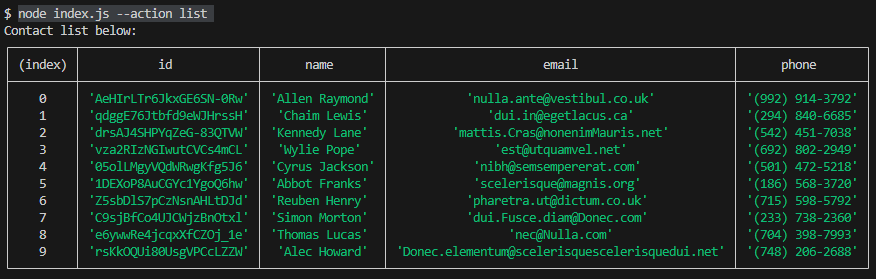 $ node index.js --action list
Contact list below:
(index) id name email phone
0 'AeHIrLTr6JkxGE6SN-0Rw' 'Allen Raymond' 'nulla.ante@vestibul.co.uk' '(992) 914-3792'
1 'qdggE76Jtbfd9eWJHrssH' 'Chaim Lewis' 'dui.in@egetlacus.ca' '(294) 840-6685'
2 'drsAJ4SHPYqZeG-83QTVW' 'Kennedy Lane' 'mattis.Cras@nonenimMauris.net' '(542) 451-7038'
3 'vza2RIzNGIwutCVCs4mCL' 'Wylie Pope' 'est@utquamvel.net' '(692) 802-2949'
4 '05olLMgyVQdWRwgKfg5J6' 'Cyrus Jackson' 'nibh@semsempererat.com' '(501) 472-5218'
5 '1DEXoP8AuCGYc1YgoQ6hw' 'Abbot Franks' 'scelerisque@magnis.org' '(186) 568-3720'
6 'Z5sbDlS7pCzNsnAHLtDJd' 'Reuben Henry' 'pharetra.ut@dictum.co.uk' '(715) 598-5792'
7 'C9sjBfCo4UJCWjzBnOtxl' 'Simon Morton' 'dui.Fusce.diam@Donec.com' '(233) 738-2360'
8 'e6ywwRe4jcqxXfCZOj_1e' 'Thomas Lucas' 'nec@Nulla.com' '(704) 398-7993'
9 'rsKkOQUi80UsgVPCcLZZW' 'Alec Howard' 'Donec.elementum@scelerisquescelerisquedui.net' '(748) 206-2688'